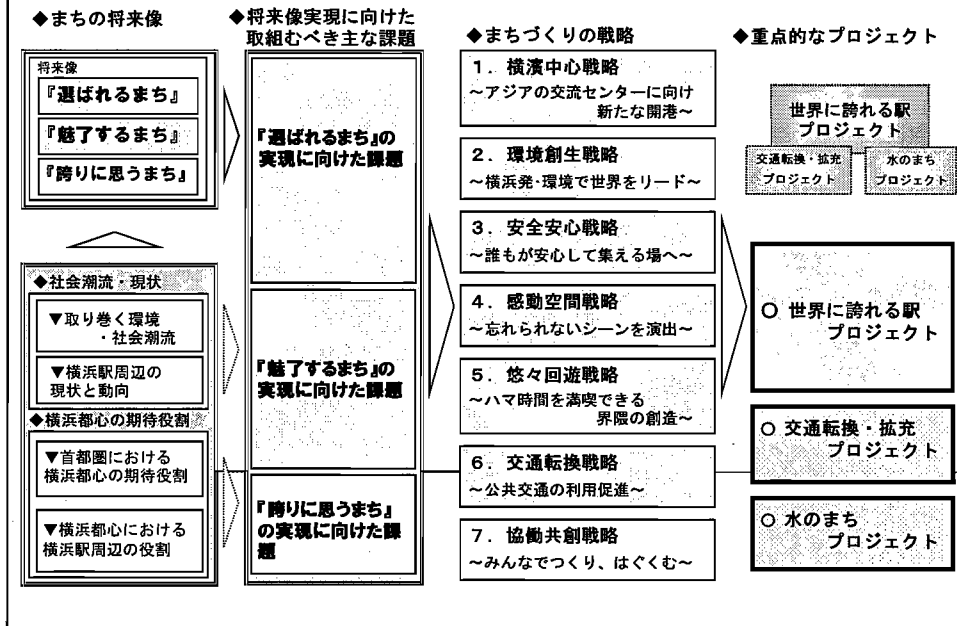 ◆まちの将来像
将来像
『選ばれるまち』
『魅了するまち』
『誇りに思うまち』
◆社会潮流・現状
▼取り巻く環境
・社会潮流
▼横浜駅周辺の
現状と動向
◆横浜都心の期待役割
▼首都圏における
横浜都心の期待役割
▼横浜都心における
横浜駅周辺の役割
◆将来像実現に向けた
取組むべき主な課題
『選ばれるまち』の
実現に向けた課題
『魅了するまち』の
実現に向けた課題
『誇りに思うまち』
の実現に向けた課
題
◆まちづくりの戦略
1．横濱中心戦略
～アジアの交流センターに向け
新たな開港～
2．環境創生戦略
～横浜発・環境で世界をリード～
3．安全安心戦略
～誰もが安心して集える場へ～
4．感動空間戦略
～忘れられないシーンを演出～
5．悠々回遊戦略
～ハマ時間を満喫できる
界隈の創造～
6．交通転換戦略
～公共交通の利用促進～
7．協働共創戦略
～みんなでつくり、はぐくむ～
◆重点的なプロジェクト
世界に誇れる駅
プロジェクト
交通転換・拡充
プロジェクト
水のまち
プロジェクト
○ 世界に誇れる駅
プロジェクト
○ 交通転換・拡充
プロジェクト
○ 水のまち
プロジェクト